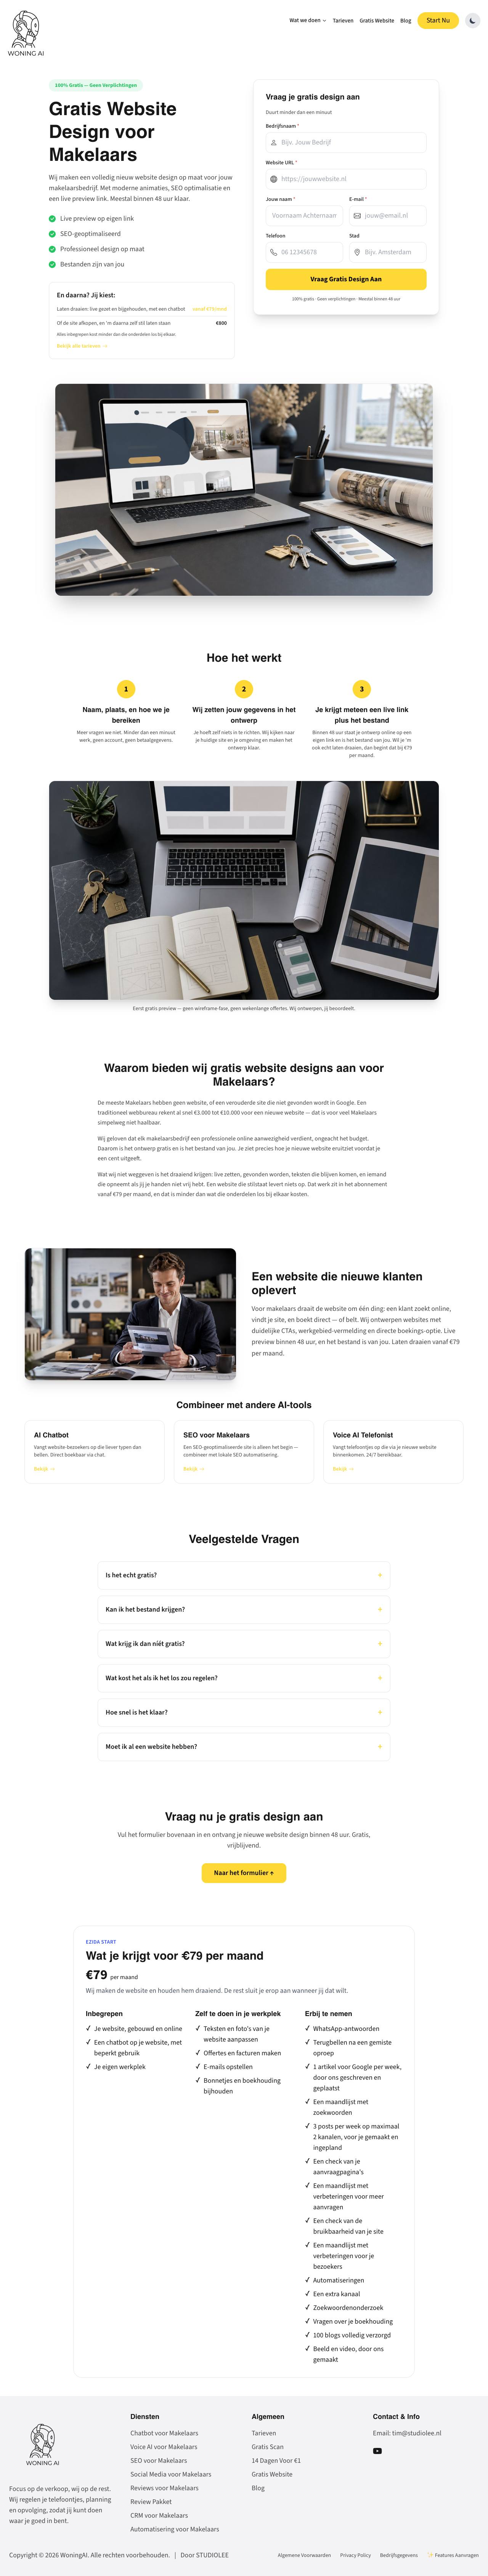 WONING AI
Wat we doen
Tarieven
Gratis Website
Blog
Start Nu
100% Gratis — Geen Verplichtingen
Gratis Website
Design voor
Makelaars
Wij maken een volledig nieuw website design op maat voor jouw
makelaarsbedrijf. Met moderne animaties, SEO optimalisatie en
een live preview link. Meestal binnen 48 uur klaar.
Live preview op eigen link
SEO-geoptimaliseerd
Professioneel design op maat
Bestanden zijn van jou
En daarna? Jij kiest:
Laten draaien: live gezet en bijgehouden, met een chatbot
vanaf €79/mnd
Of de site afkopen, en 'm daarna zelf stil laten staan
€800
Alles inbegrepen kost minder dan die onderdelen los bij elkaar.
Bekijk alle tarieven →
Vraag je gratis design aan
Duurt minder dan een minuut
Bedrijfsnaam *
Bijv. Jouw Bedrijf
Website URL *
https://jouwwebsite.nl
Jouw naam *
E-mail *
Voornaam Achternaam
jouw@email.nl
Telefoon
Stad
06 12345678
Bijv. Amsterdam
Vraag Gratis Design Aan
100% gratis · Geen verplichtingen · Meestal binnen 48 uur
Hoe het werkt
1
Naam, plaats, en hoe we je
bereiken
Meer vragen we niet. Minder dan een minuut
werk, geen account, geen betaalgegevens.
2
Wij zetten jouw gegevens in het
ontwerp
Je hoeft zelf niets in te richten. Wij kijken naar
je huidige site en je omgeving en maken het
ontwerp klaar.
3
Je krijgt meteen een live link
plus het bestand
Binnen 48 uur staat je ontwerp online op een
eigen link en is het bestand van jou. Wil je 'm
ook echt laten draaien, dan begint dat bij €79
per maand.
Eerst gratis preview — geen wireframe-fase, geen wekenlange offertes. Wij ontwerpen, jij beoordeelt.
Waarom bieden wij gratis website designs aan voor
Makelaars?
De meeste Makelaars hebben geen website, of een verouderde site die niet gevonden wordt in Google. Een
traditioneel webbureau rekent al snel €3.000 tot €10.000 voor een nieuwe website — dat is voor veel Makelaars
simpelweg niet haalbaar.
Wij geloven dat elk makelaarsbedrijf een professionele online aanwezigheid verdient, ongeacht het budget.
Daarom is het ontwerp gratis en is het bestand van jou. Je ziet precies hoe je nieuwe website eruitziet voordat je
een cent uitgeeft.
Wat wij niet weggeven is het draaiend krijgen: live zetten, gevonden worden, teksten die blijven komen, en iemand
die opneemt als jij je handen niet vrij hebt. Een website die stilstaat levert niets op. Dat werk zit in het abonnement
vanaf €79 per maand, en dat is minder dan wat die onderdelen los bij elkaar kosten.
Een website die nieuwe klanten
oplevert
Voor makelaars draait de website om één ding: een klant zoekt online,
vindt je site, en boekt direct — of belt. Wij ontwerpen websites met
duidelijke CTAs, werkgebied-vermelding en directe boekings-optie. Live
preview binnen 48 uur, en het bestand is van jou. Laten draaien vanaf €79
per maand.
Combineer met andere AI-tools
AI Chatbot
Vangt website-bezoekers op die liever typen dan
bellen. Direct boekbaar via chat.
Bekijk →
SEO voor Makelaars
Een SEO-geoptimaliseerde site is alleen het begin —
combineer met lokale SEO automatisering.
Bekijk →
Voice AI Telefonist
Vangt telefoontjes op die via je nieuwe website
binnenkomen. 24/7 bereikbaar.
Bekijk →
Veelgestelde Vragen
Is het echt gratis? +
Kan ik het bestand krijgen? +
Wat krijg ik dan níét gratis? +
Wat kost het als ik het los zou regelen? +
Hoe snel is het klaar? +
Moet ik al een website hebben? +
Vraag nu je gratis design aan
Vul het formulier bovenaan in en ontvang je nieuwe website design binnen 48 uur. Gratis,
vrijblijvend.
Naar het formulier ↑
EZIDA START
Wat je krijgt voor €79 per maand
€79 per maand
Wij maken de website en houden hem draaiend. De rest sluit je erop aan wanneer jij dat wilt.
Inbegrepen
✓ Je website, gebouwd en online
✓ Een chatbot op je website, met
beperkt gebruik
✓ Je eigen werkplek
Zelf te doen in je werkplek
✓ Teksten en foto's van je
website aanpassen
✓ Offertes en facturen maken
✓ E-mails opstellen
✓ Bonnetjes en boekhouding
bijhouden
Erbij te nemen
✓ WhatsApp-antwoorden
✓ Terugbellen na een gemiste
oproep
✓ 1 artikel voor Google per week,
door ons geschreven en
geplaatst
✓ Een maandlijst met
zoekwoorden
✓ 3 posts per week op maximaal
2 kanalen, voor je gemaakt en
ingepland
✓ Een check van je
aanvraagpagina's
✓ Een maandlijst met
verbeteringen voor meer
aanvragen
✓ Een check van de
bruikbaarheid van je site
✓ Een maandlijst met
verbeteringen voor je
bezoekers
✓ Automatiseringen
✓ Een extra kanaal
✓ Zoekwoordenonderzoek
✓ Vragen over je boekhouding
✓ 100 blogs volledig verzorgd
✓ Beeld en video, door ons
gemaakt
WONING AI
Focus op de verkoop, wij op de rest.
Wij regelen je telefoontjes, planning
en opvolging, zodat jij kunt doen
waar je goed in bent.
Diensten
Chatbot voor Makelaars
Voice AI voor Makelaars
SEO voor Makelaars
Social Media voor Makelaars
Reviews voor Makelaars
Review Pakket
CRM voor Makelaars
Automatisering voor Makelaars
Algemeen
Tarieven
Gratis Scan
14 Dagen Voor €1
Gratis Website
Blog
Contact & Info
Email: tim@studiolee.nl
Copyright © 2026 WoningAI. Alle rechten voorbehouden. | Door STUDIOLEE
Algemene Voorwaarden
Privacy Policy
Bedrijfsgegevens
✨ Features Aanvragen